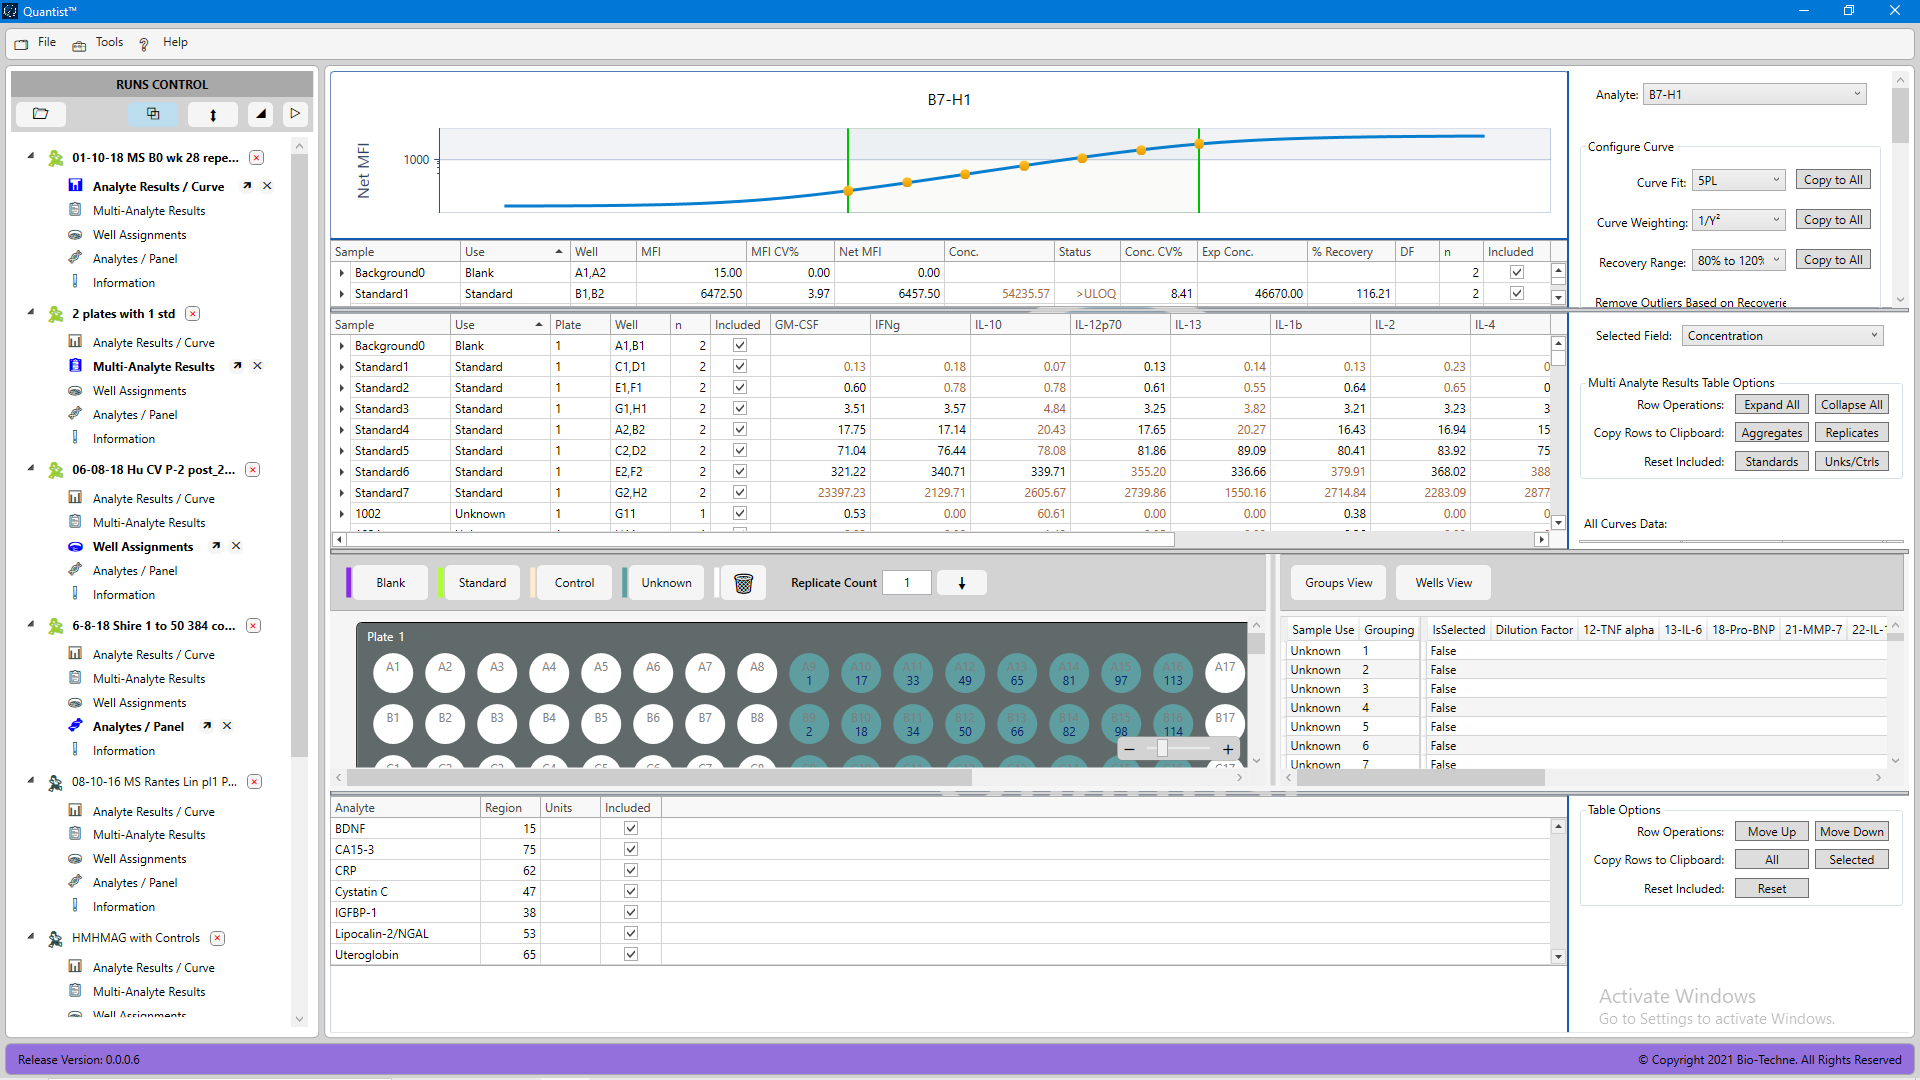 Quantist™
File Tools Help
RUNS CONTROL
01-10-18 MS B0 wk 28 repe...
Analyte Results / Curve
Multi-Analyte Results
Well Assignments
Analytes / Panel
Information
2 plates with 1 std
Analyte Results / Curve
Multi-Analyte Results
Well Assignments
Analytes / Panel
Information
06-08-18 Hu CV P-2 post_2...
Analyte Results / Curve
Multi-Analyte Results
Well Assignments
Analytes / Panel
Information
6-8-18 Shire 1 to 50 384 co...
Analyte Results / Curve
Multi-Analyte Results
Well Assignments
Analytes / Panel
Information
08-10-16 MS Rantes Lin pl1 P...
Analyte Results / Curve
Multi-Analyte Results
Well Assignments
Analytes / Panel
Information
HMHMAG with Controls
Analyte Results / Curve
Multi-Analyte Results
Well Assignments
B7-H1
Net MFI
1000
Sample Use Well MFI MFI CV% Net MFI Conc. Status Conc. CV% Exp Conc. % Recovery DF n Included
Background0 Blank A1,A2 15.00 0.00 0.00 2
Standard1 Standard B1,B2 6472.50 3.97 6457.50 54235.57 >ULOQ 8.41 46670.00 116.21 2
Analyte: B7-H1
Configure Curve
Curve Fit: 5PL Copy to All
Curve Weighting: 1/Y² Copy to All
Recovery Range: 80% to 120% Copy to All
Remove Outliers Based on Recoverie
Sample Use Plate Well n Included GM-CSF IFNg IL-10 IL-12p70 IL-13 IL-1b IL-2 IL-4
Background0 Blank 1 A1,B1 2
Standard1 Standard 1 C1,D1 2 0.13 0.18 0.07 0.13 0.14 0.13 0.23 0
Standard2 Standard 1 E1,F1 2 0.60 0.78 0.78 0.61 0.55 0.64 0.65 0
Standard3 Standard 1 G1,H1 2 3.51 3.57 4.84 3.25 3.82 3.21 3.23 3
Standard4 Standard 1 A2,B2 2 17.75 17.14 20.43 17.65 20.27 16.43 16.94 15
Standard5 Standard 1 C2,D2 2 71.04 76.44 78.08 81.86 89.09 80.41 83.92 75
Standard6 Standard 1 E2,F2 2 321.22 340.71 339.71 355.20 336.66 379.91 368.02 388
Standard7 Standard 1 G2,H2 2 23397.23 2129.71 2605.67 2739.86 1550.16 2714.84 2283.09 2877
1002 Unknown 1 G11 1 0.53 0.00 60.61 0.00 0.00 0.38 0.00 0
Selected Field: Concentration
Multi Analyte Results Table Options
Row Operations: Expand All Collapse All
Copy Rows to Clipboard: Aggregates Replicates
Reset Included: Standards Unks/Ctrls
All Curves Data:
Blank Standard Control Unknown Replicate Count 1
Plate 1
A1 A2 A3 A4 A5 A6 A7 A8 A9 A10 A11 A12 A13 A14 A15 A16 A17
1 17 33 49 65 81 97 113
B1 B2 B3 B4 B5 B6 B7 B8 B9 B10 B11 B12 B13 B14 B15 B16 B17
2 18 34 50 66 82 98 114
Groups View Wells View
Sample Use Grouping IsSelected Dilution Factor 12-TNF alpha 13-IL-6 18-Pro-BNP 21-MMP-7 22-IL-
Unknown 1 False
Unknown 2 False
Unknown 3 False
Unknown 4 False
Unknown 5 False
Unknown 6 False
Unknown 7 False
Analyte Region Units Included
BDNF 15
CA15-3 75
CRP 62
Cystatin C 47
IGFBP-1 38
Lipocalin-2/NGAL 53
Uteroglobin 65
Table Options
Row Operations: Move Up Move Down
Copy Rows to Clipboard: All Selected
Reset Included: Reset
Activate Windows
Go to Settings to activate Windows.
Release Version: 0.0.0.6
© Copyright 2021 Bio-Techne. All Rights Reserved